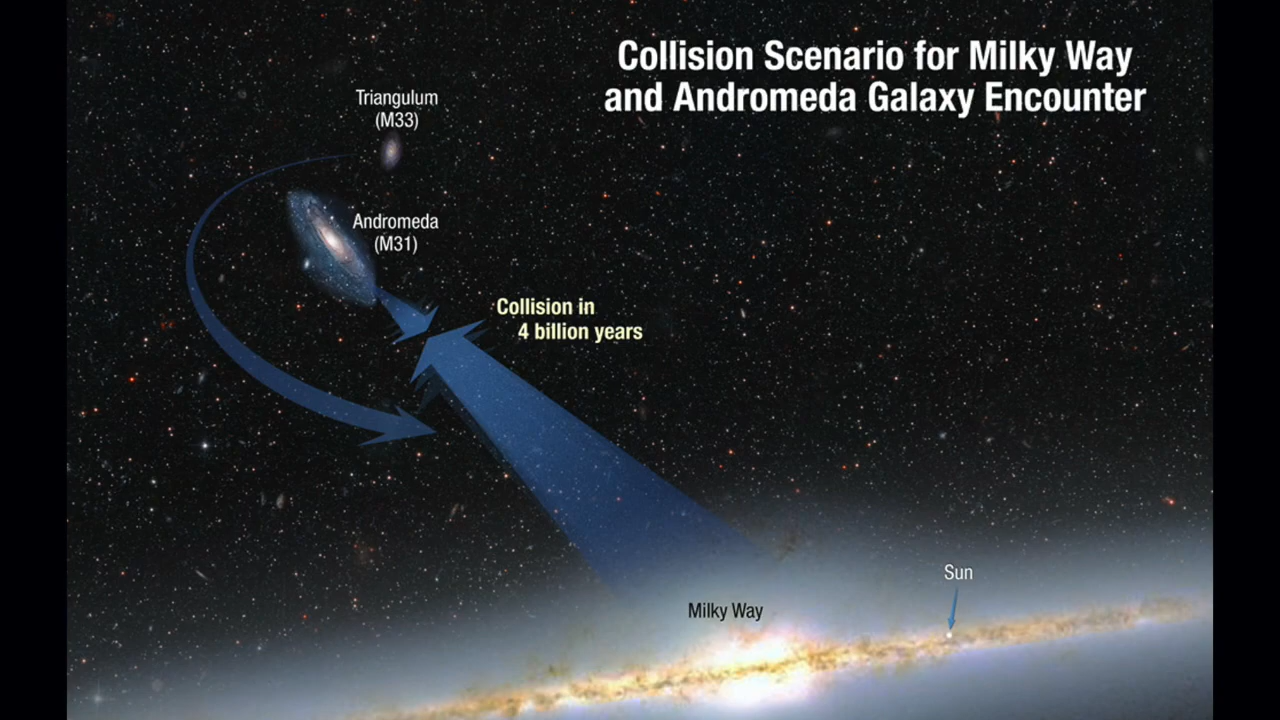 Collision Scenario for Milky Way
and Andromeda Galaxy Encounter
Triangulum
(M33)
Andromeda
(M31)
Collision in
4 billion years
Sun
Milky Way